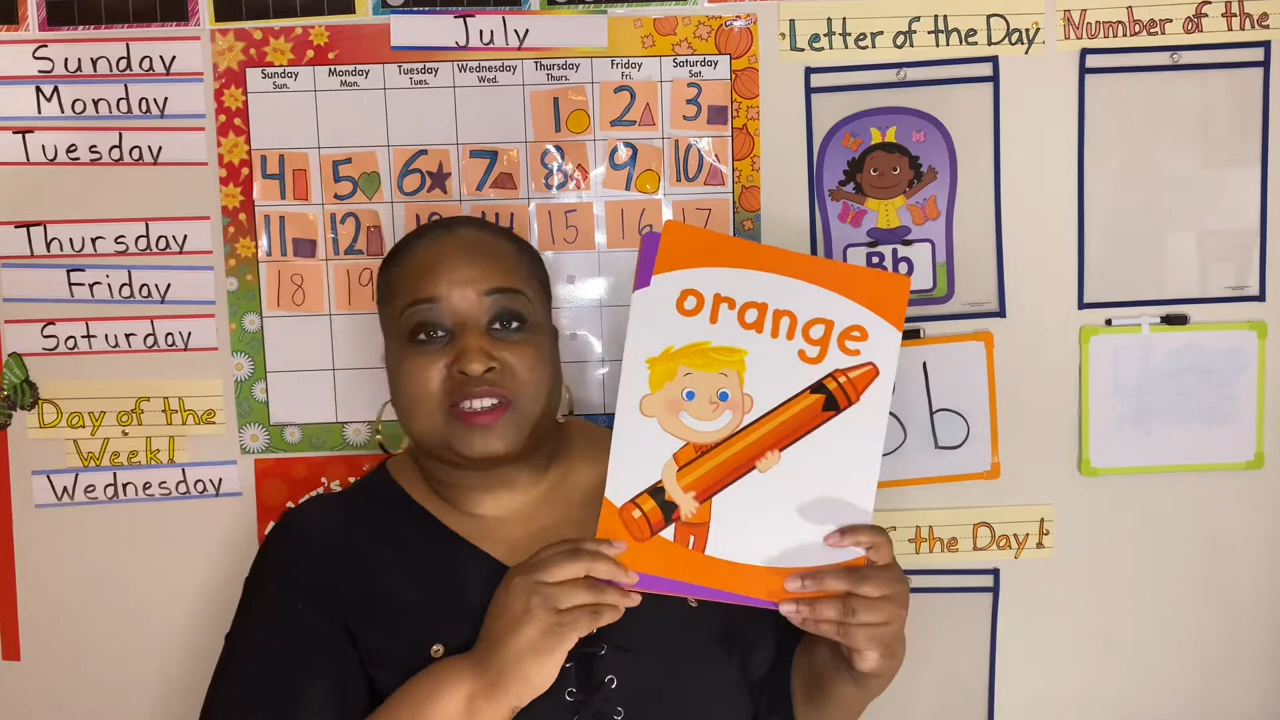 Sunday
Monday
Tuesday
Thursday
Friday
Saturday
Day of the
Week!
Wednesday
July
Sunday Monday Tuesday Wednesday Thursday Friday Saturday
Sun. Mon. Tues. Wed. Thurs. Fri. Sat.
1 2 3
4 5 6 7 8 9 10
11 12 15 16 17
18 19
Letter of the Day
Bb
b
the Day!
Number of the
orange